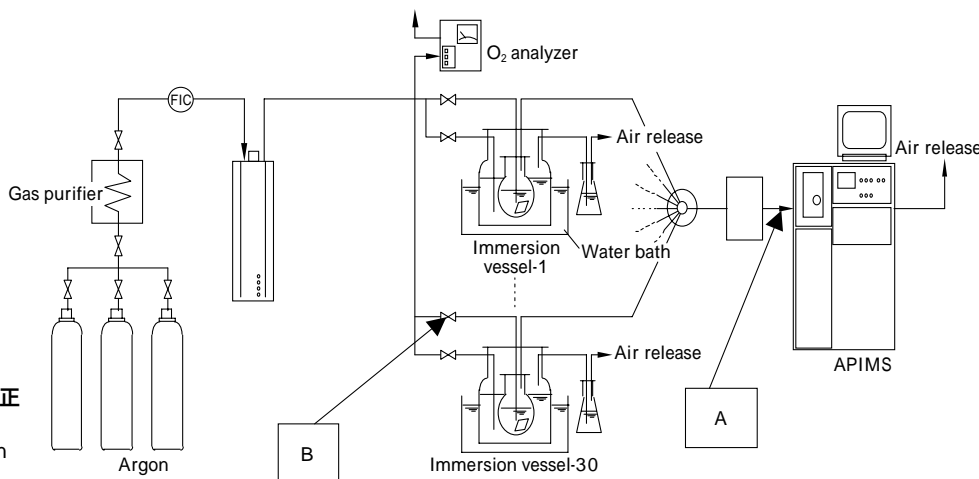 O₂ analyzer
FIC
Air release
Air release
Gas purifier
Water bath
Immersion
vessel-1
Air release
APIMS
正
A
n
B
Argon
Immersion vessel-30